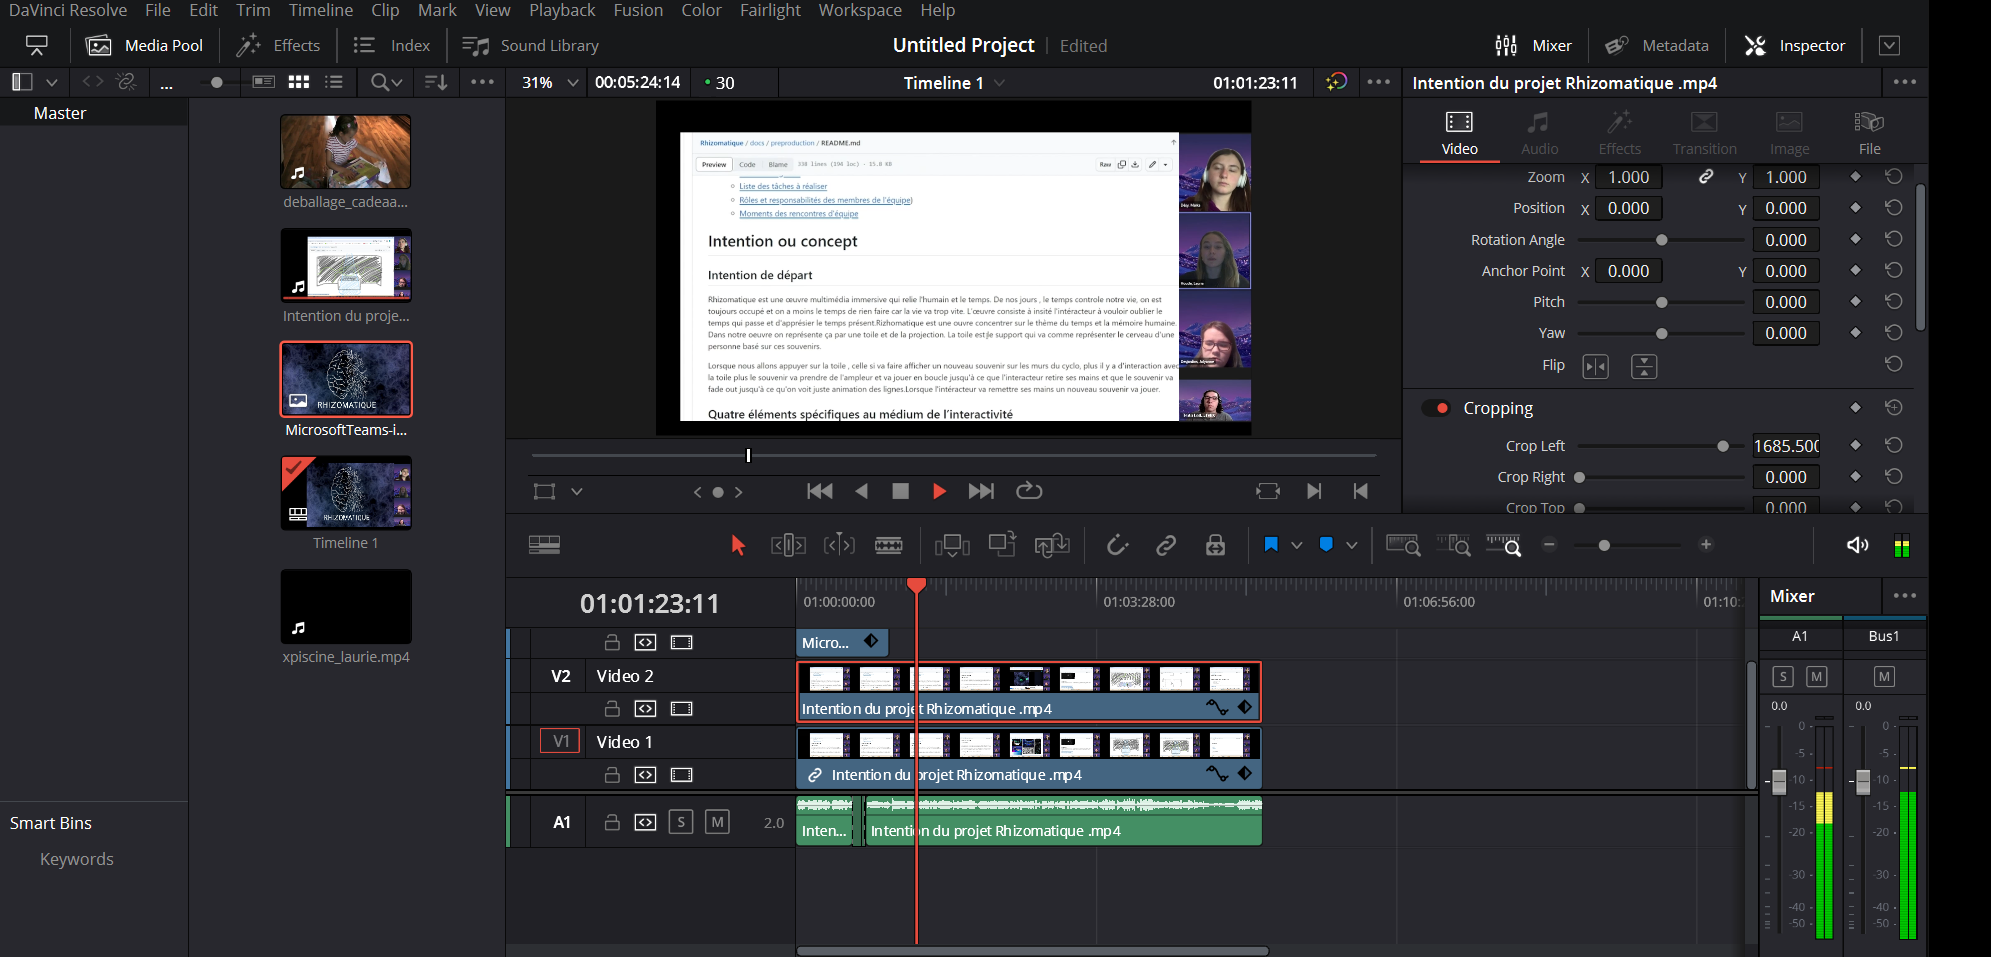 DaVinci Resolve File Edit Trim Timeline Clip Mark View Playback Fusion Color Fairlight Workspace Help
Media Pool Effects Index Sound Library Untitled Project Edited Mixer Metadata Inspector
... 31% 00:05:24:14 30 Timeline 1 01:01:23:11 Intention du projet Rhizomatique .mp4
Master
deballage_cadeaa...
Intention du proje...
RHIZOMATIQUE
MicrosoftTeams-i...
RHIZOMATIQUE
Timeline 1
xpiscine_laurie.mp4
Smart Bins
Keywords
Rhizomatique / docs / preproduction / README.md
Preview Code Blame 338 lines (190 loc) · 15.0 KB Raw
Liste des tâches à réaliser
Rôles et responsabilités des membres de l'équipe)
Moments des rencontres d'équipe
Intention ou concept
Intention de départ
Rhizomatique est une œuvre multimédia immersive qui relie l'humain et le temps. De nos jours , le temps controle notre vie, on est
toujours occupé et on a moins le temps de rien faire car la vie va trop vite. L'œuvre consiste à insité l'intéracteur à vouloir oublier le
temps qui passe et d'apprésier le temps présent.Rizhomatique est une ouvre concentrer sur le thème du temps et la mémoire humaine.
Dans notre oeuvre on représente ça par une toile et de la projection. La toile est le support qui va comme représenter le cerveau d'une
personne basé sur ces souvenirs.
Lorsque nous allons appuyer sur la toile , celle si va faire afficher un nouveau souvenir sur les murs du cyclo, plus il y a d'interaction avec
la toile plus le souvenir va prendre de l'ampleur et va jouer en boucle jusqu'à ce que l'interacteur retire ses mains et que le souvenir va
fade out jusqu'à ce qu'on voit juste animation des lignes.Lorsque l'intéracteur va remettre ses mains un nouveau souvenir va jouer.
Quatre éléments spécifiques au médium de l'interactivité
Video Audio Effects Transition Image File
Zoom X 1.000 Y 1.000
Position X 0.000 Y 0.000
Rotation Angle 0.000
Anchor Point X 0.000 Y 0.000
Pitch 0.000
Yaw 0.000
Flip
Cropping
Crop Left 1685.500
Crop Right 0.000
Crop Top 0.000
01:01:23:11
01:00:00:00 01:03:28:00 01:06:56:00 01:10:
Micro...
V2 Video 2
Intention du projet Rhizomatique .mp4
V1 Video 1
Intention du projet Rhizomatique .mp4
A1 S M 2.0
Inten... Intention du projet Rhizomatique .mp4
Mixer
A1 Bus1
S M M
0.0 0.0
0 0
-5 -5
-10 -10
-15 -15
-20 -20
-30 -30
-40 -40
-50 -50